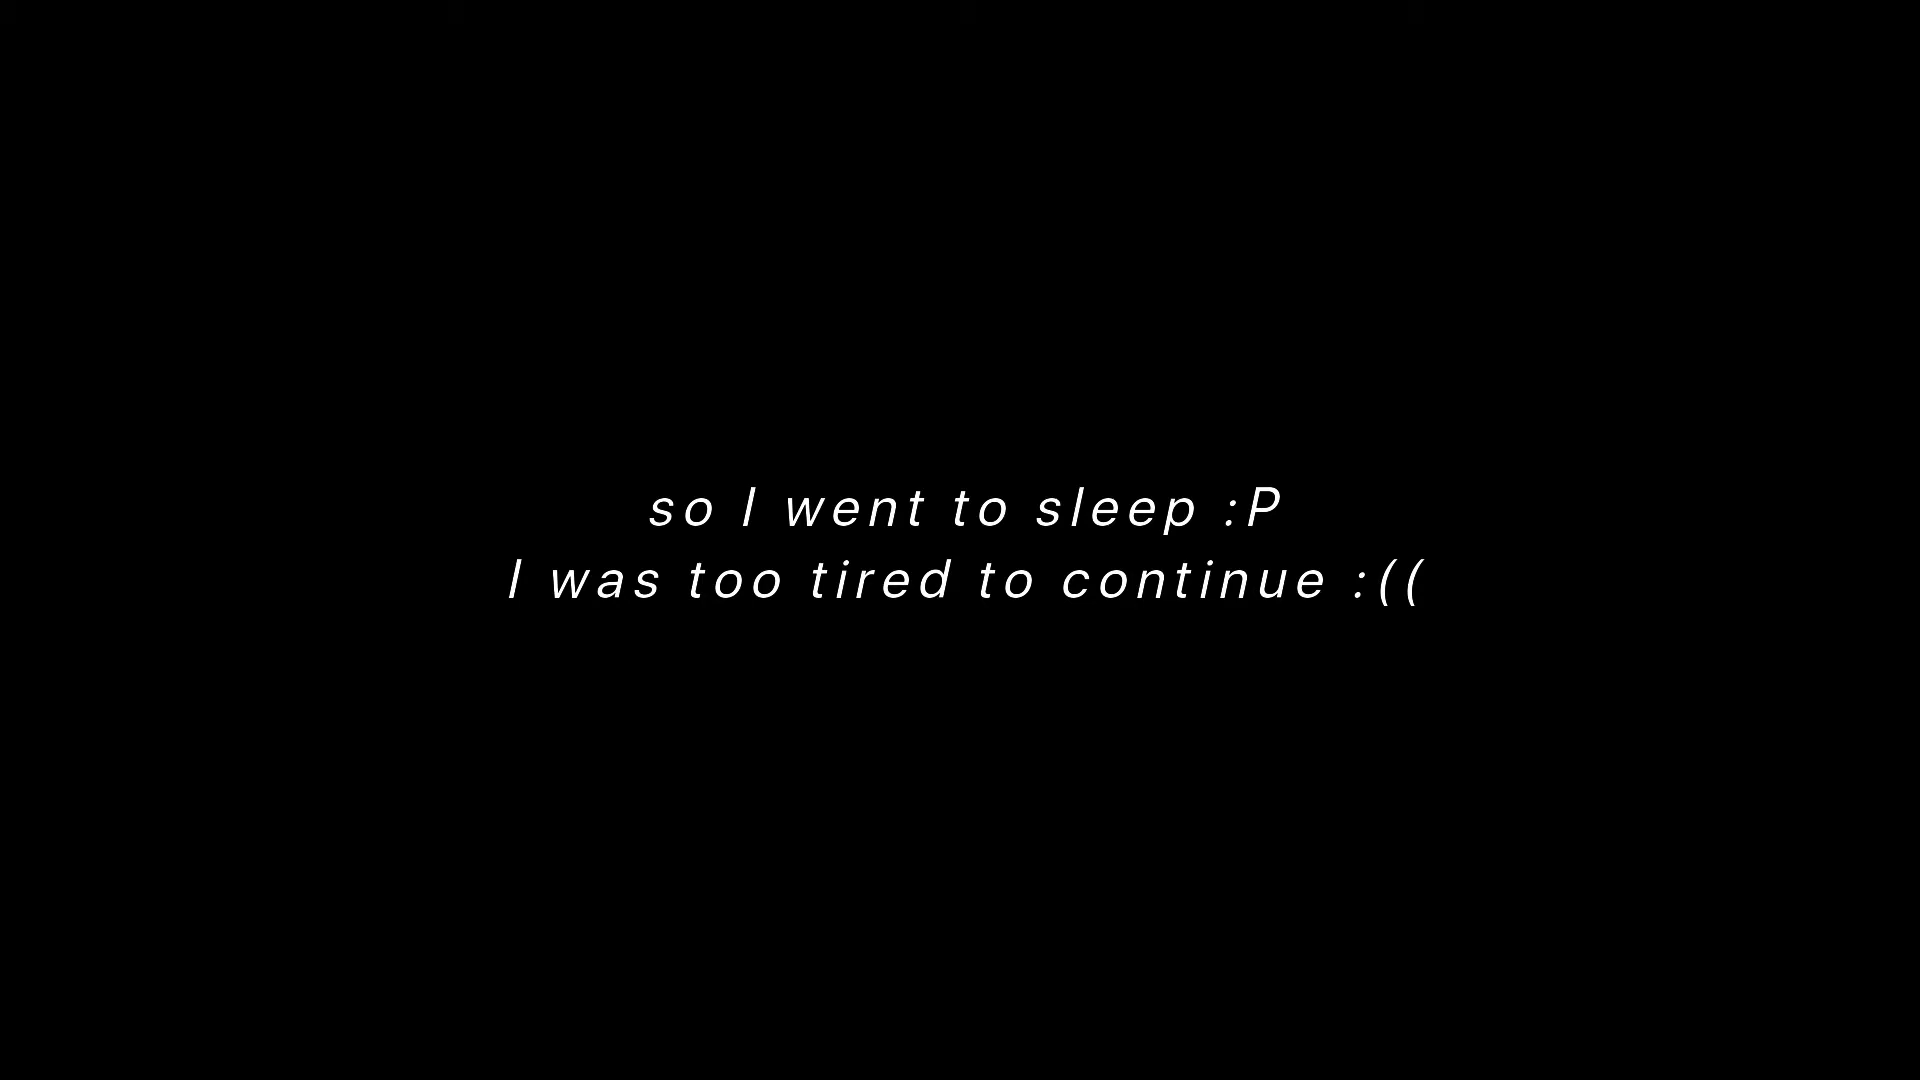 so I went to sleep :P
I was too tired to continue :((